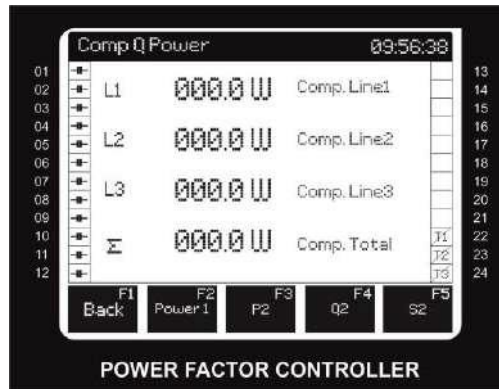 Comp Q Power 09:56:38
01 13
02 L1 000.0 W Comp. Line1 14
03 15
04 16
05 L2 000.0 W Comp. Line2 17
06 18
07 19
08 L3 000.0 W Comp. Line3 20
09 21
10 Σ 000.0 W Comp. Total T1 22
11 T2 23
12 T3 24
F1 F2 F3 F4 F5
Back Power 1 P2 Q2 S2
POWER FACTOR CONTROLLER